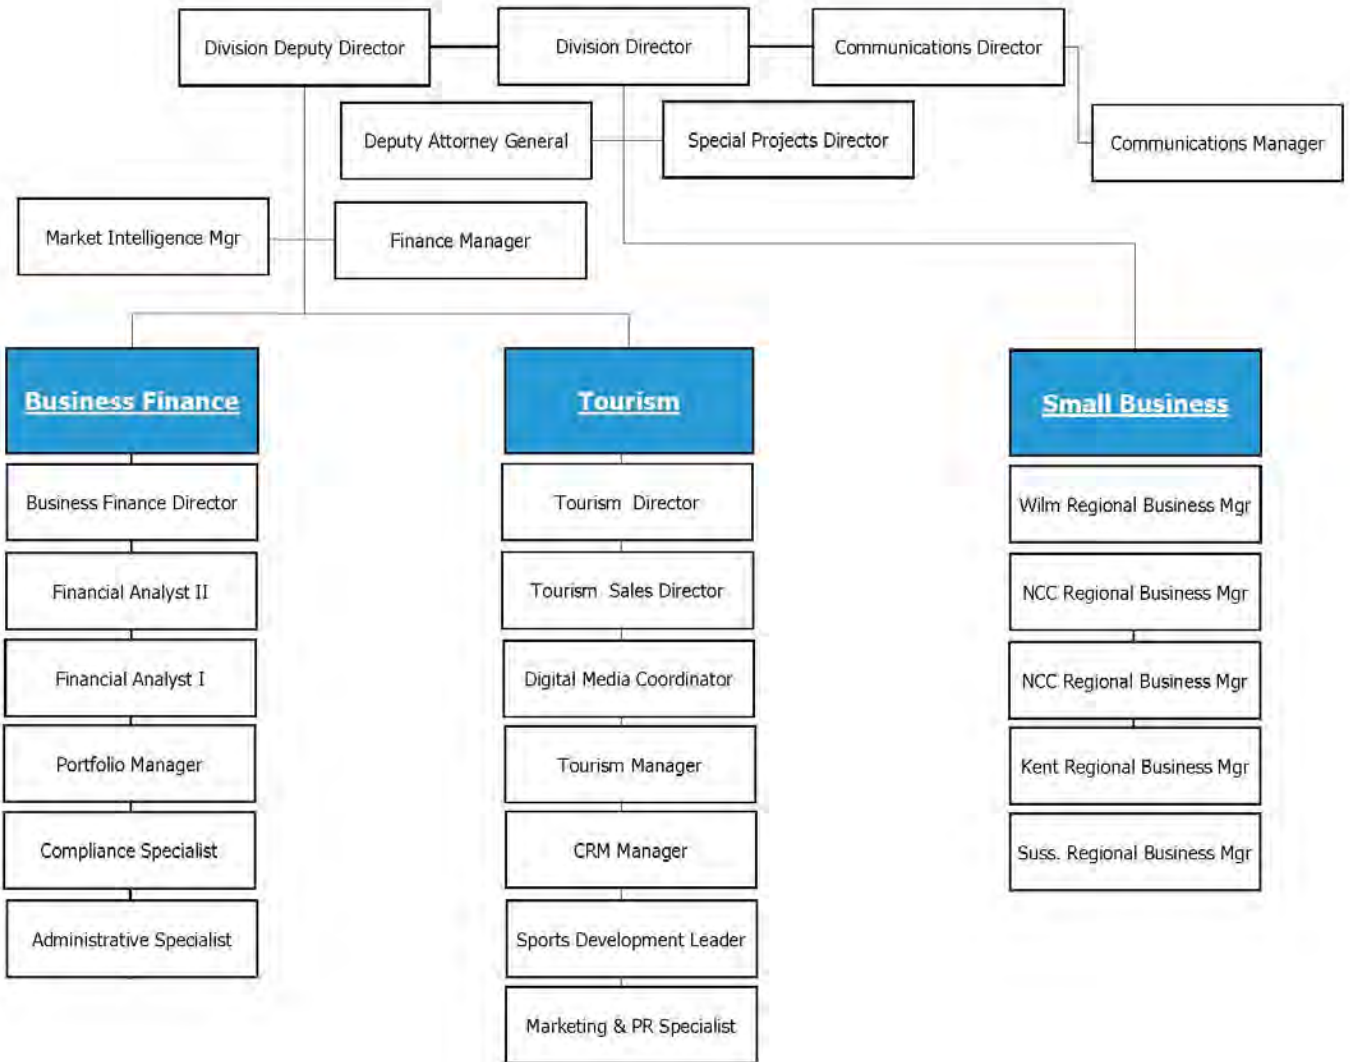 Division Deputy Director
Division Director
Communications Director
Deputy Attorney General
Special Projects Director
Communications Manager
Market Intelligence Mgr
Finance Manager
Business Finance
Business Finance Director
Financial Analyst II
Financial Analyst I
Portfolio Manager
Compliance Specialist
Administrative Specialist
Tourism
Tourism Director
Tourism Sales Director
Digital Media Coordinator
Tourism Manager
CRM Manager
Sports Development Leader
Marketing & PR Specialist
Small Business
Wilm Regional Business Mgr
NCC Regional Business Mgr
NCC Regional Business Mgr
Kent Regional Business Mgr
Suss. Regional Business Mgr